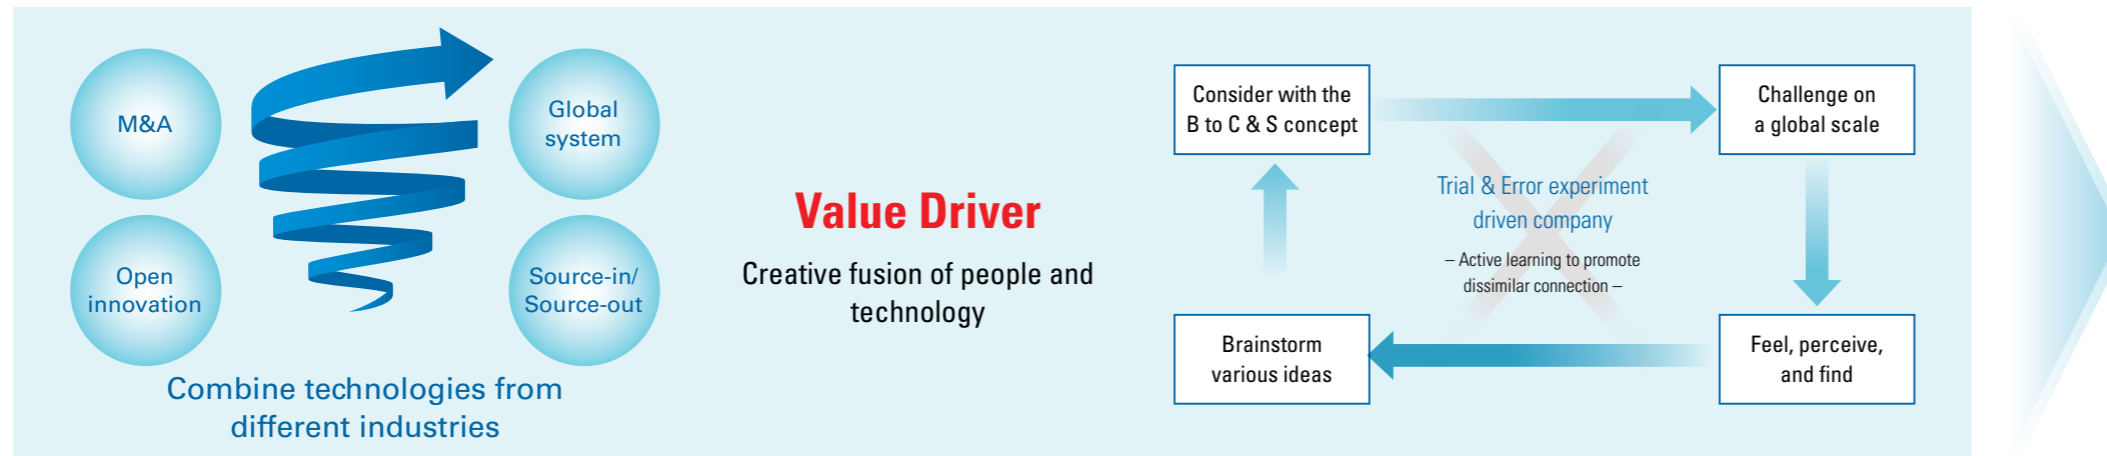 M&A
Global
system
Open
innovation
Source-in/
Source-out
Combine technologies from
different industries
Value Driver
Creative fusion of people and
technology
Consider with the
B to C & S concept
Challenge on
a global scale
Trial & Error experiment
driven company
– Active learning to promote
dissimilar connection –
Brainstorm
various ideas
Feel, perceive,
and find